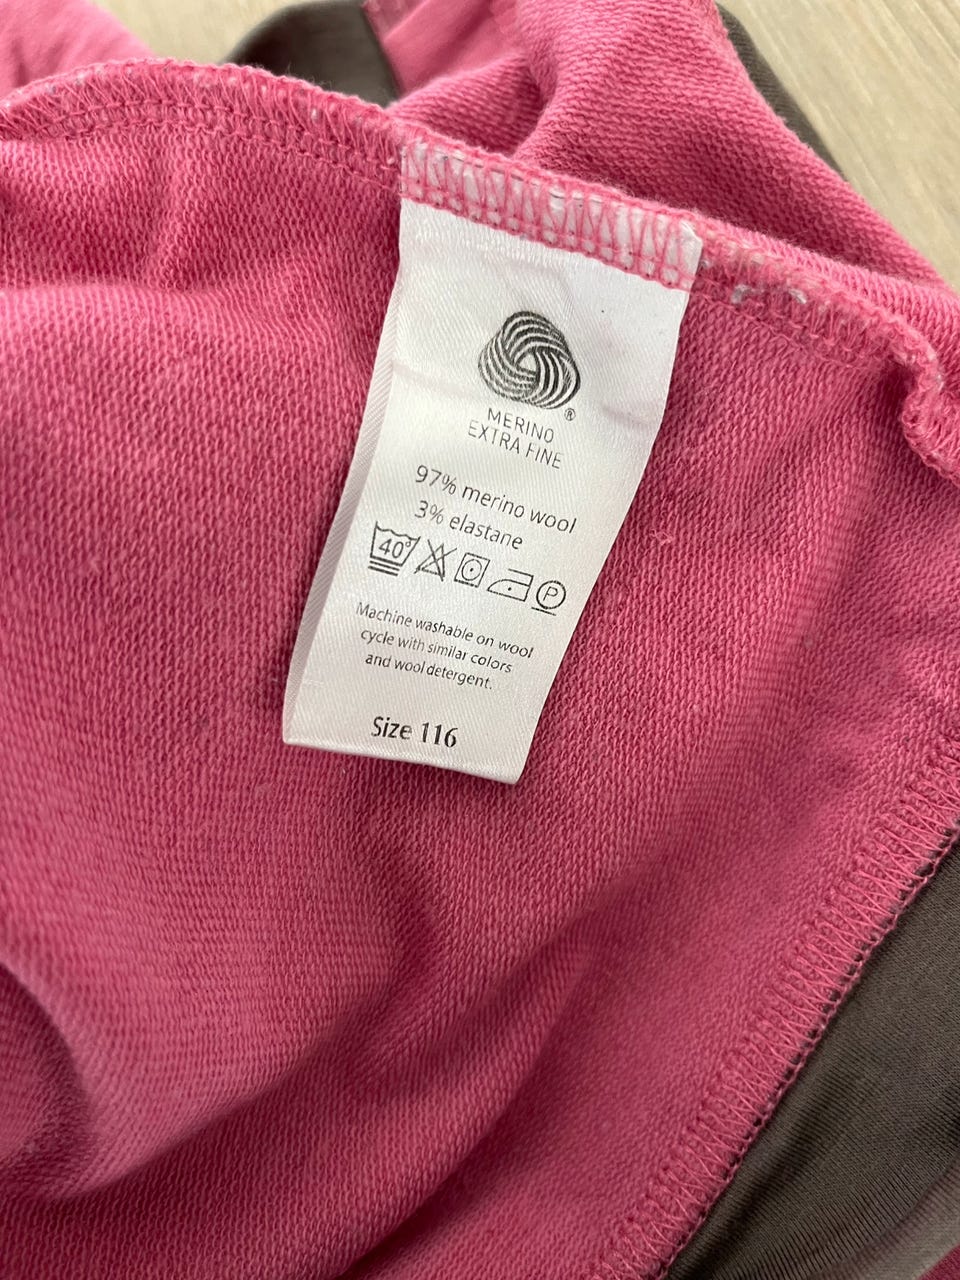 ®
MERINO
EXTRA FINE
97% merino wool
3% elastane
40° P
Machine washable on wool
cycle with similar colors
and wool detergent.
Size 116